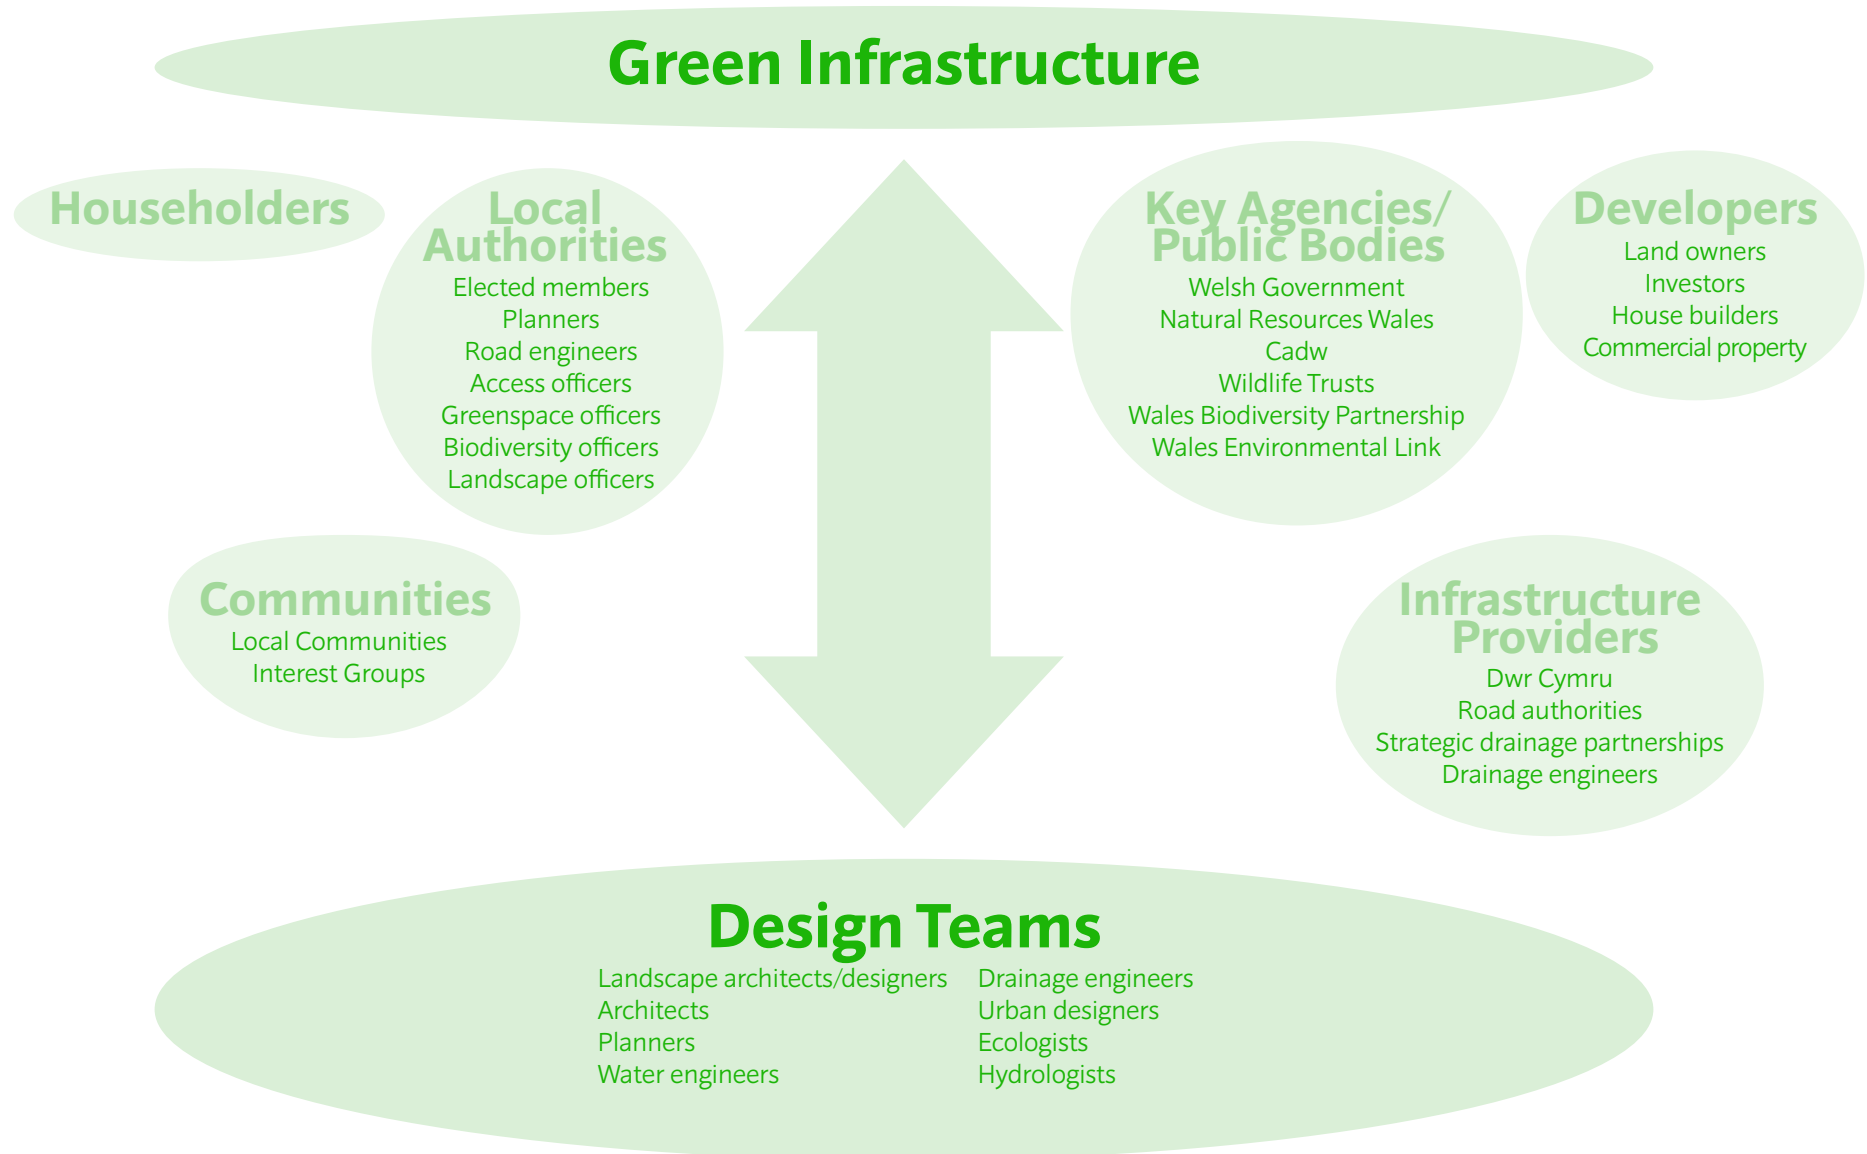 Green Infrastructure
Householders
Local
Authorities
Elected members
Planners
Road engineers
Access officers
Greenspace officers
Biodiversity officers
Landscape officers
Key Agencies/
Public Bodies
Welsh Government
Natural Resources Wales
Cadw
Wildlife Trusts
Wales Biodiversity Partnership
Wales Environmental Link
Developers
Land owners
Investors
House builders
Commercial property
Communities
Local Communities
Interest Groups
Infrastructure
Providers
Dwr Cymru
Road authorities
Strategic drainage partnerships
Drainage engineers
Design Teams
Landscape architects/designers
Architects
Planners
Water engineers
Drainage engineers
Urban designers
Ecologists
Hydrologists